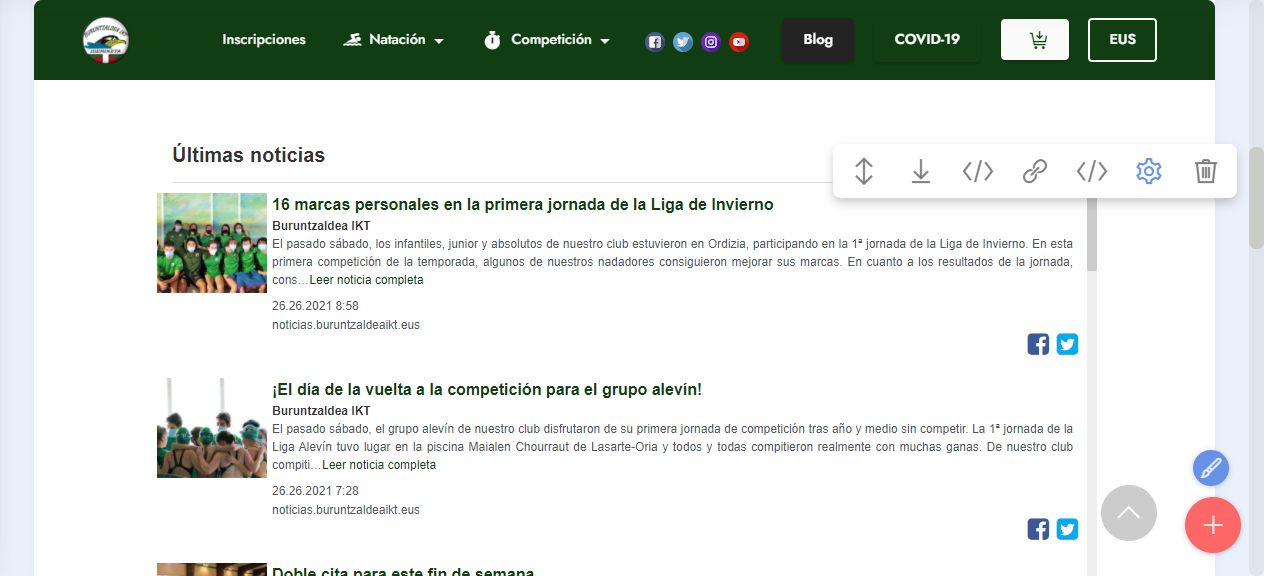 Inscripciones
Natación
Competición
Blog
COVID-19
EUS
Últimas noticias
16 marcas personales en la primera jornada de la Liga de Invierno
Buruntzaldea IKT
El pasado sábado, los infantiles, junior y absolutos de nuestro club estuvieron en Ordizia, participando en la 1ª jornada de la Liga de Invierno. En esta
primera competición de la temporada, algunos de nuestros nadadores consiguieron mejorar sus marcas. En cuanto a los resultados de la jornada,
cons…Leer noticia completa
26.26.2021 8:58
noticias.buruntzaldeaikt.eus
¡El día de la vuelta a la competición para el grupo alevín!
Buruntzaldea IKT
El pasado sábado, el grupo alevín de nuestro club disfrutaron de su primera jornada de competición tras año y medio sin competir. La 1ª jornada de la
Liga Alevín tuvo lugar en la piscina Maialen Chourraut de Lasarte-Oria y todos y todas compitieron realmente con muchas ganas. De nuestro club
compiti…Leer noticia completa
26.26.2021 7:28
noticias.buruntzaldeaikt.eus
Doble cita para este fin de semana